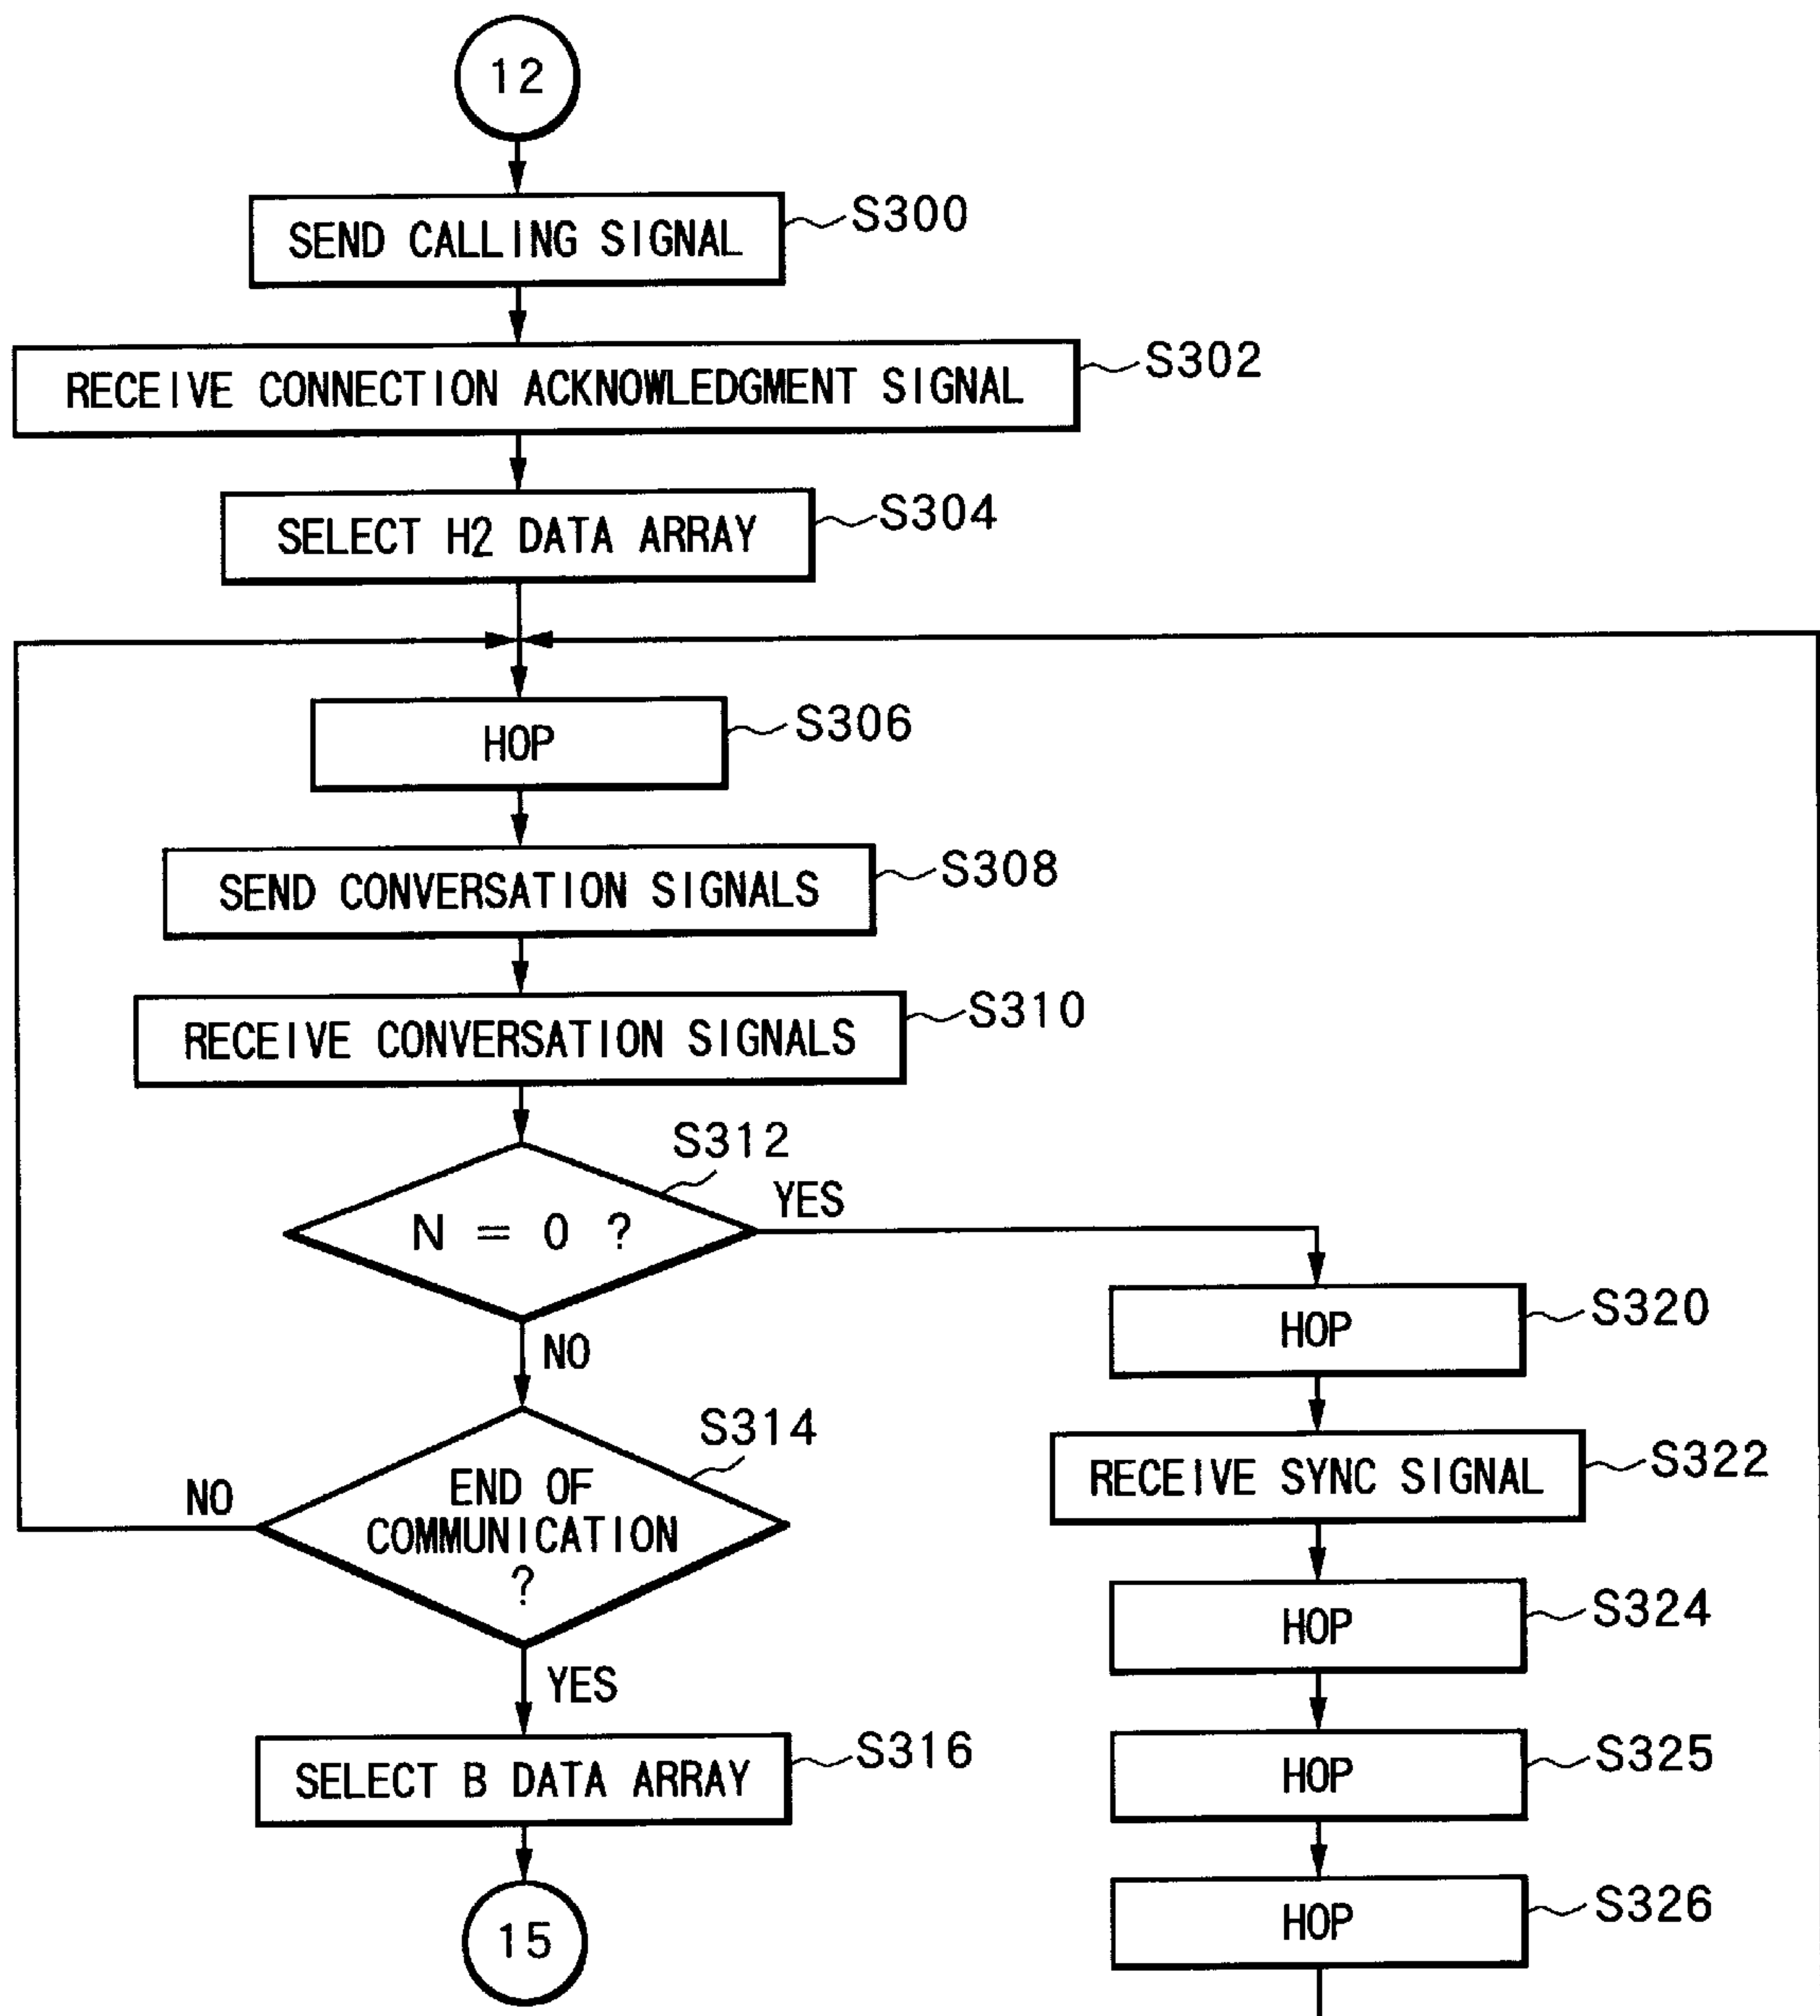 12
SEND CALLING SIGNAL
S300
RECEIVE CONNECTION ACKNOWLEDGMENT SIGNAL
S302
SELECT H2 DATA ARRAY
S304
HOP
S306
SEND CONVERSATION SIGNALS
S308
RECEIVE CONVERSATION SIGNALS
S310
S312
N = 0 ?
YES
NO
S314
END OF
COMMUNICATION
?
NO
YES
SELECT B DATA ARRAY
S316
15
HOP
S320
RECEIVE SYNC SIGNAL
S322
HOP
S324
HOP
S325
HOP
S326